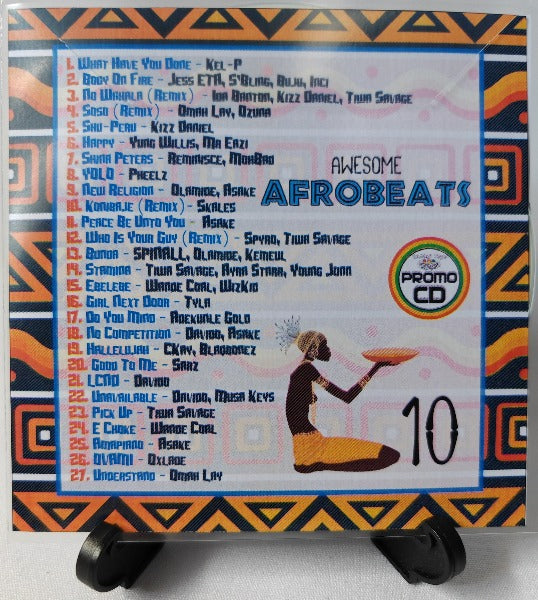 1. What Have You Done - Kel-P
2. Body On Fire - Jess ETA, S'Bling, Buju, Inci
3. No Wahala (Remix) - 1da Banton, Kizz Daniel, Tiwa Savage
4. Soso (Remix) - Omah Lay, Ozuna
5. Shu-Peru - Kizz Daniel
6. Happy - Yung Willis, Mr Eazi
7. Shina Peters - Reminisce, MohBad
8. YOLO - Pheelz
9. New Religion - Olamide, Asake
10. Konbaje (Remix) - Skales
11. Peace Be Unto You - Asake
12. Who Is Your Guy (Remix) - Spyro, Tiwa Savage
13. Bunda - SPINALL, Olamide, Kemuel
14. Stamina - Tiwa Savage, Ayra Starr, Young Jonn
15. Ebelebe - Wande Coal, WizKid
16. Girl Next Door - Tyla
17. Do You Mind - Adekunle Gold
18. No Competition - Davido, Asake
19. Hallelujah - CKay, Blaqbonez
20. Good To Me - Sarz
21. LCND - Davido
22. Unavailable - Davido, Musa Keys
23. Pick Up - Tiwa Savage
24. E Choke - Wande Coal
25. Amapiano - Asake
26. OVAMI - Oxlade
27. Understand - Omah Lay
AWESOME
AFROBEATS
PROMO
CD
10